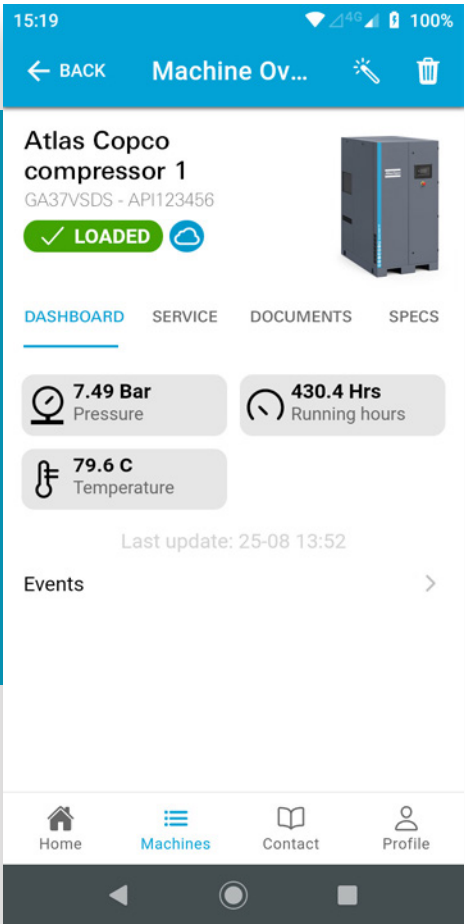 15:19 4G 100%
BACK Machine Ov...
Atlas Copco
compressor 1
GA37VSDS - API123456
LOADED
DASHBOARD SERVICE DOCUMENTS SPECS
7.49 Bar
Pressure
430.4 Hrs
Running hours
79.6 C
Temperature
Last update: 25-08 13:52
Events
Home Machines Contact Profile